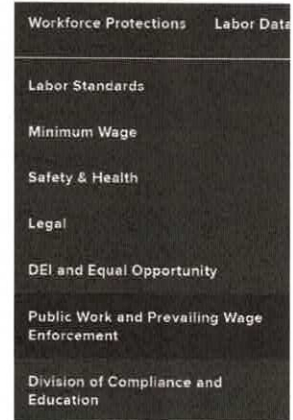 Workforce Protections Labor Data
Labor Standards
Minimum Wage
Safety & Health
Legal
DEI and Equal Opportunity
Public Work and Prevailing Wage
Enforcement
Division of Compliance and
Education